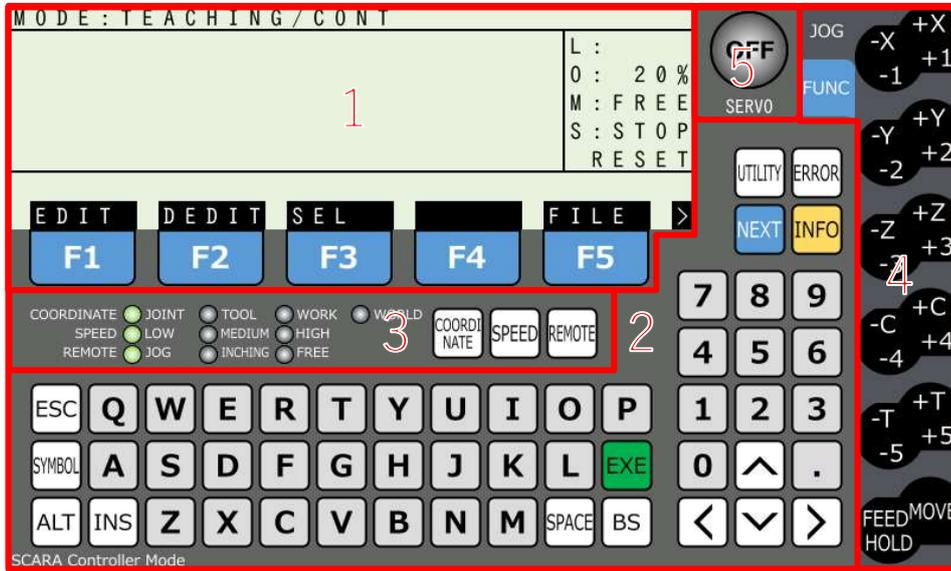 MODE:TEACHING/CONT
L:
O: 20%
M:FREE
S:STOP
RESET
1
EDIT DEDIT SEL FILE >
F1 F2 F3 F4 F5
OFF
5
SERVO
JOG
FUNC
-X +X
-1 +1
-Y +Y
-2 +2
-Z +Z
-3 +3
4
-C +C
-4 +4
-T +T
-5 +5
FEED HOLD MOVE
UTILITY ERROR
NEXT INFO
COORDINATE JOINT TOOL WORK WORLD
SPEED LOW MEDIUM HIGH
REMOTE JOG INCHING FREE
3
COORDI NATE SPEED REMOTE
2
7 8 9
4 5 6
1 2 3
0 .
ESC Q W E R T Y U I O P
SYMBOL A S D F G H J K L EXE
ALT INS Z X C V B N M SPACE BS
SCARA Controller Mode